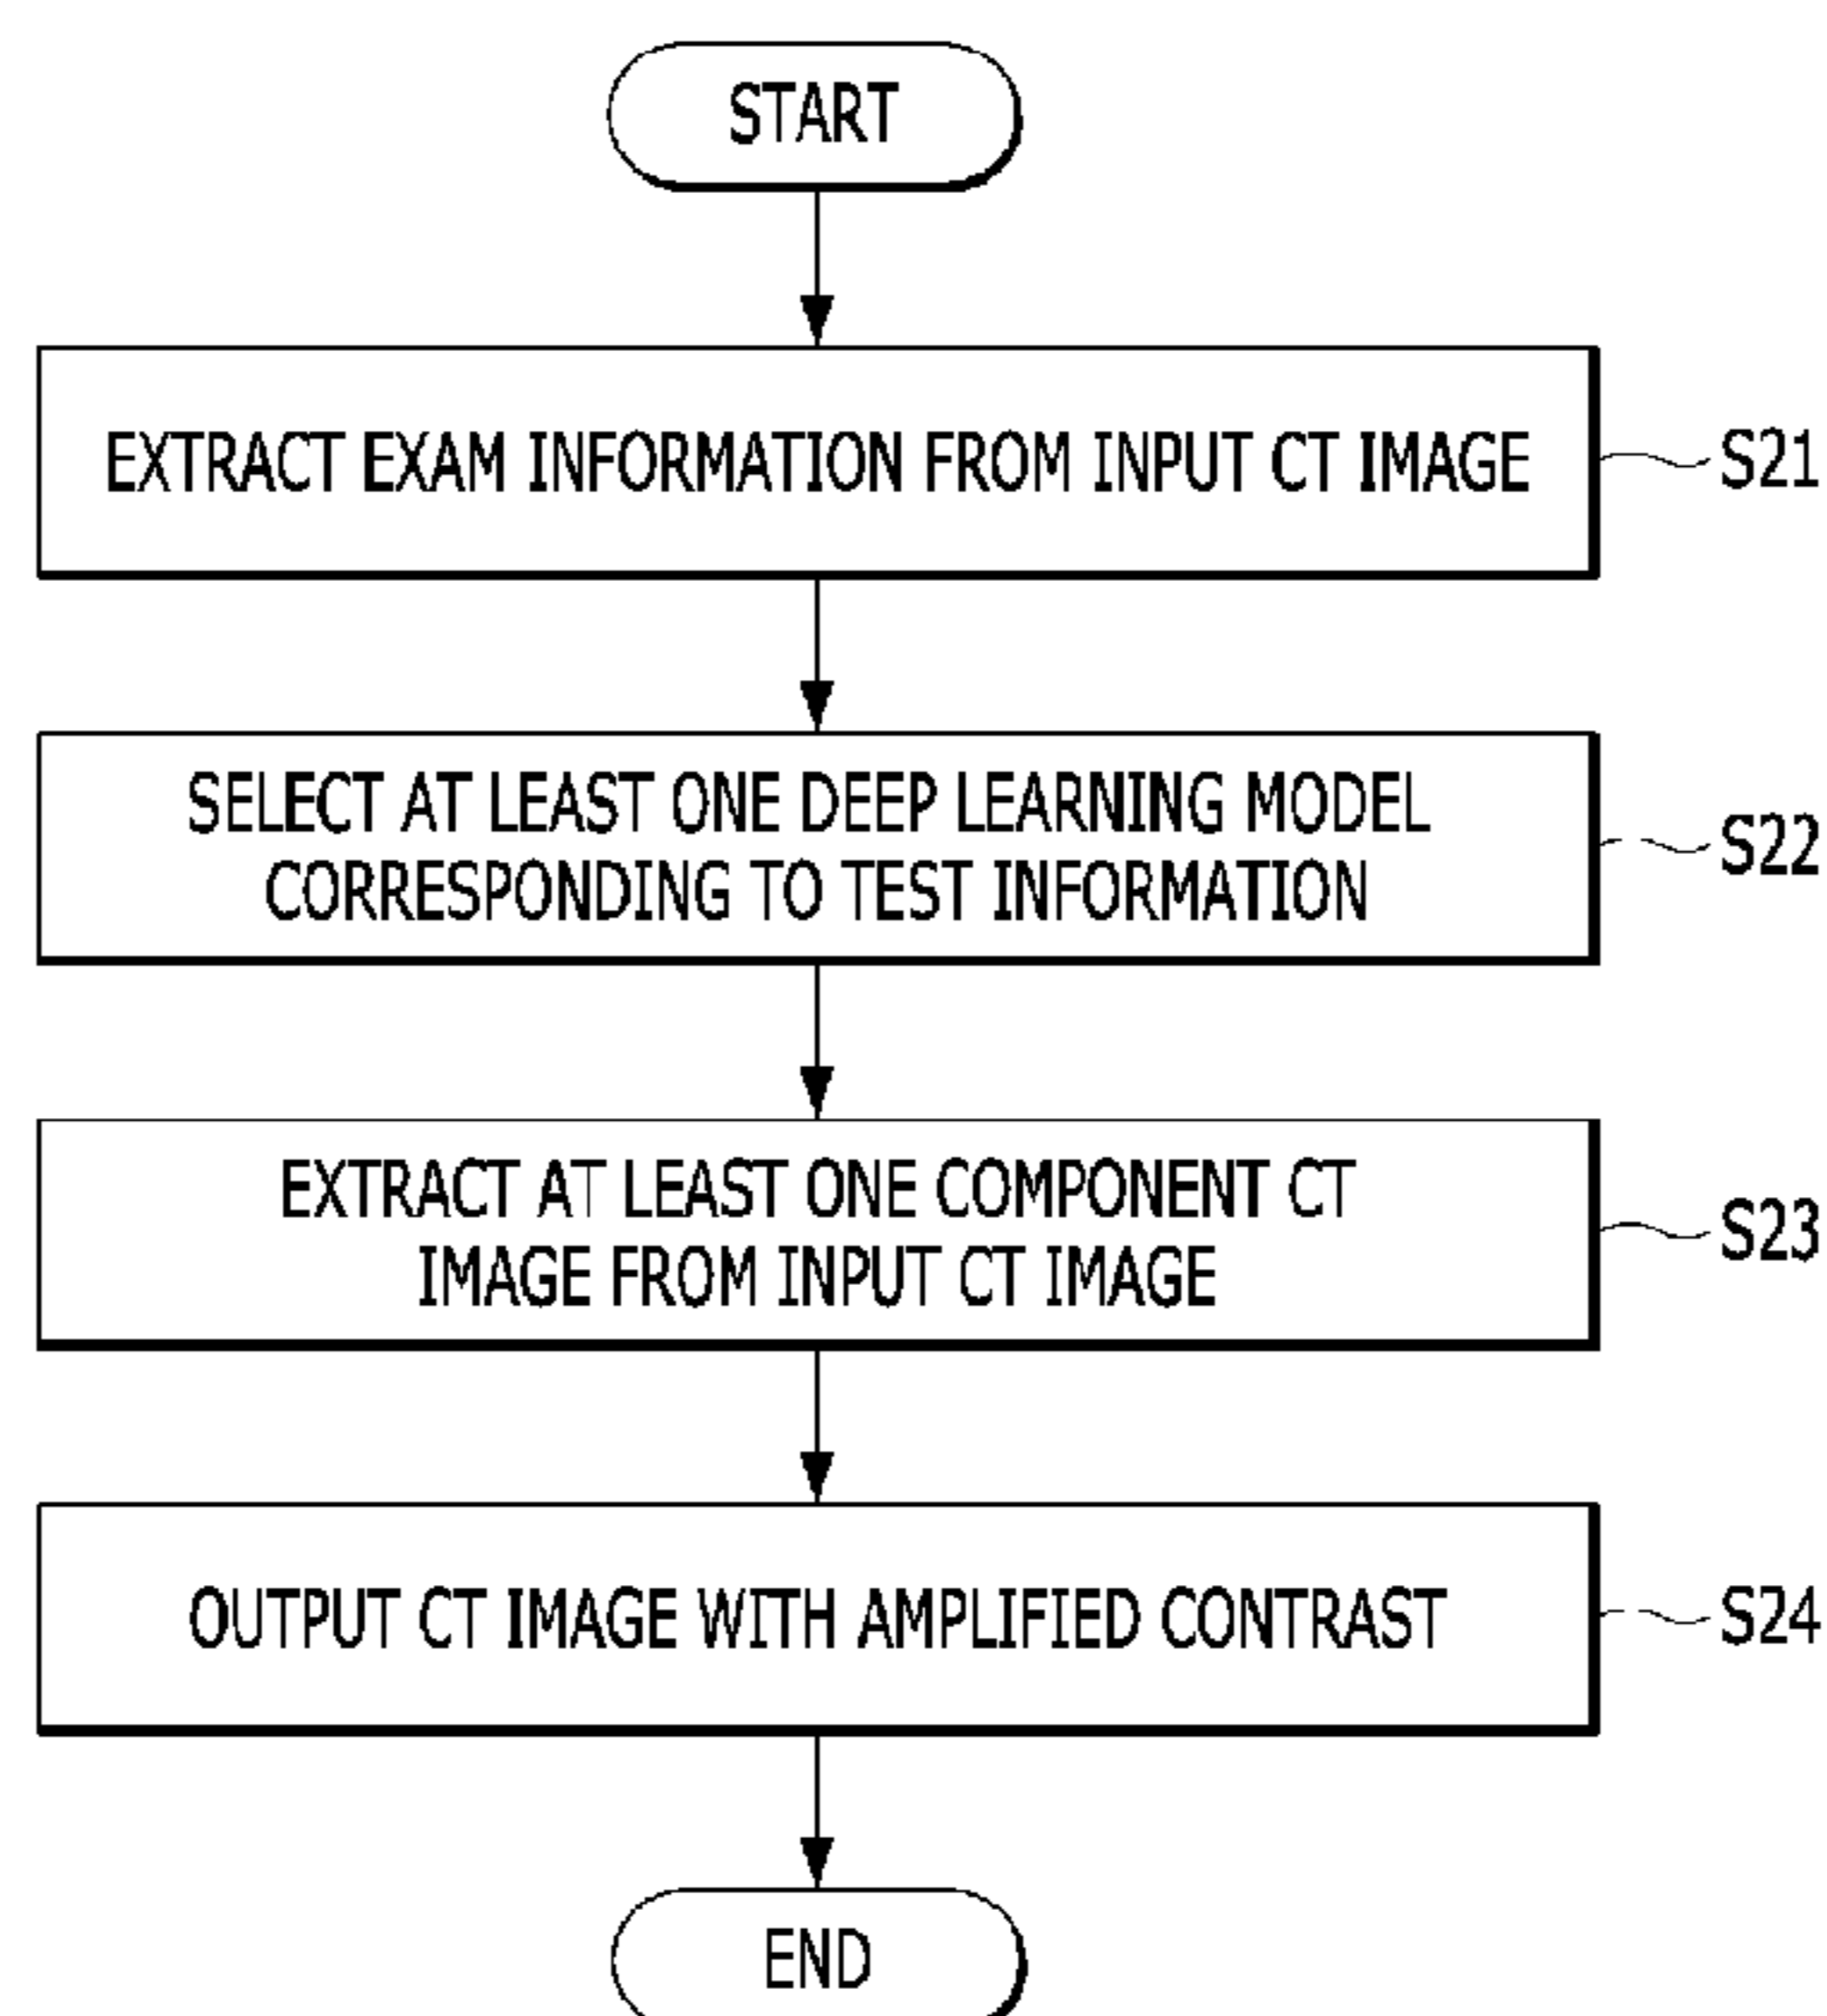 START
EXTRACT EXAM INFORMATION FROM INPUT CT IMAGE
S21
SELECT AT LEAST ONE DEEP LEARNING MODEL
CORRESPONDING TO TEST INFORMATION
S22
EXTRACT AT LEAST ONE COMPONENT CT
IMAGE FROM INPUT CT IMAGE
S23
OUTPUT CT IMAGE WITH AMPLIFIED CONTRAST
S24
END